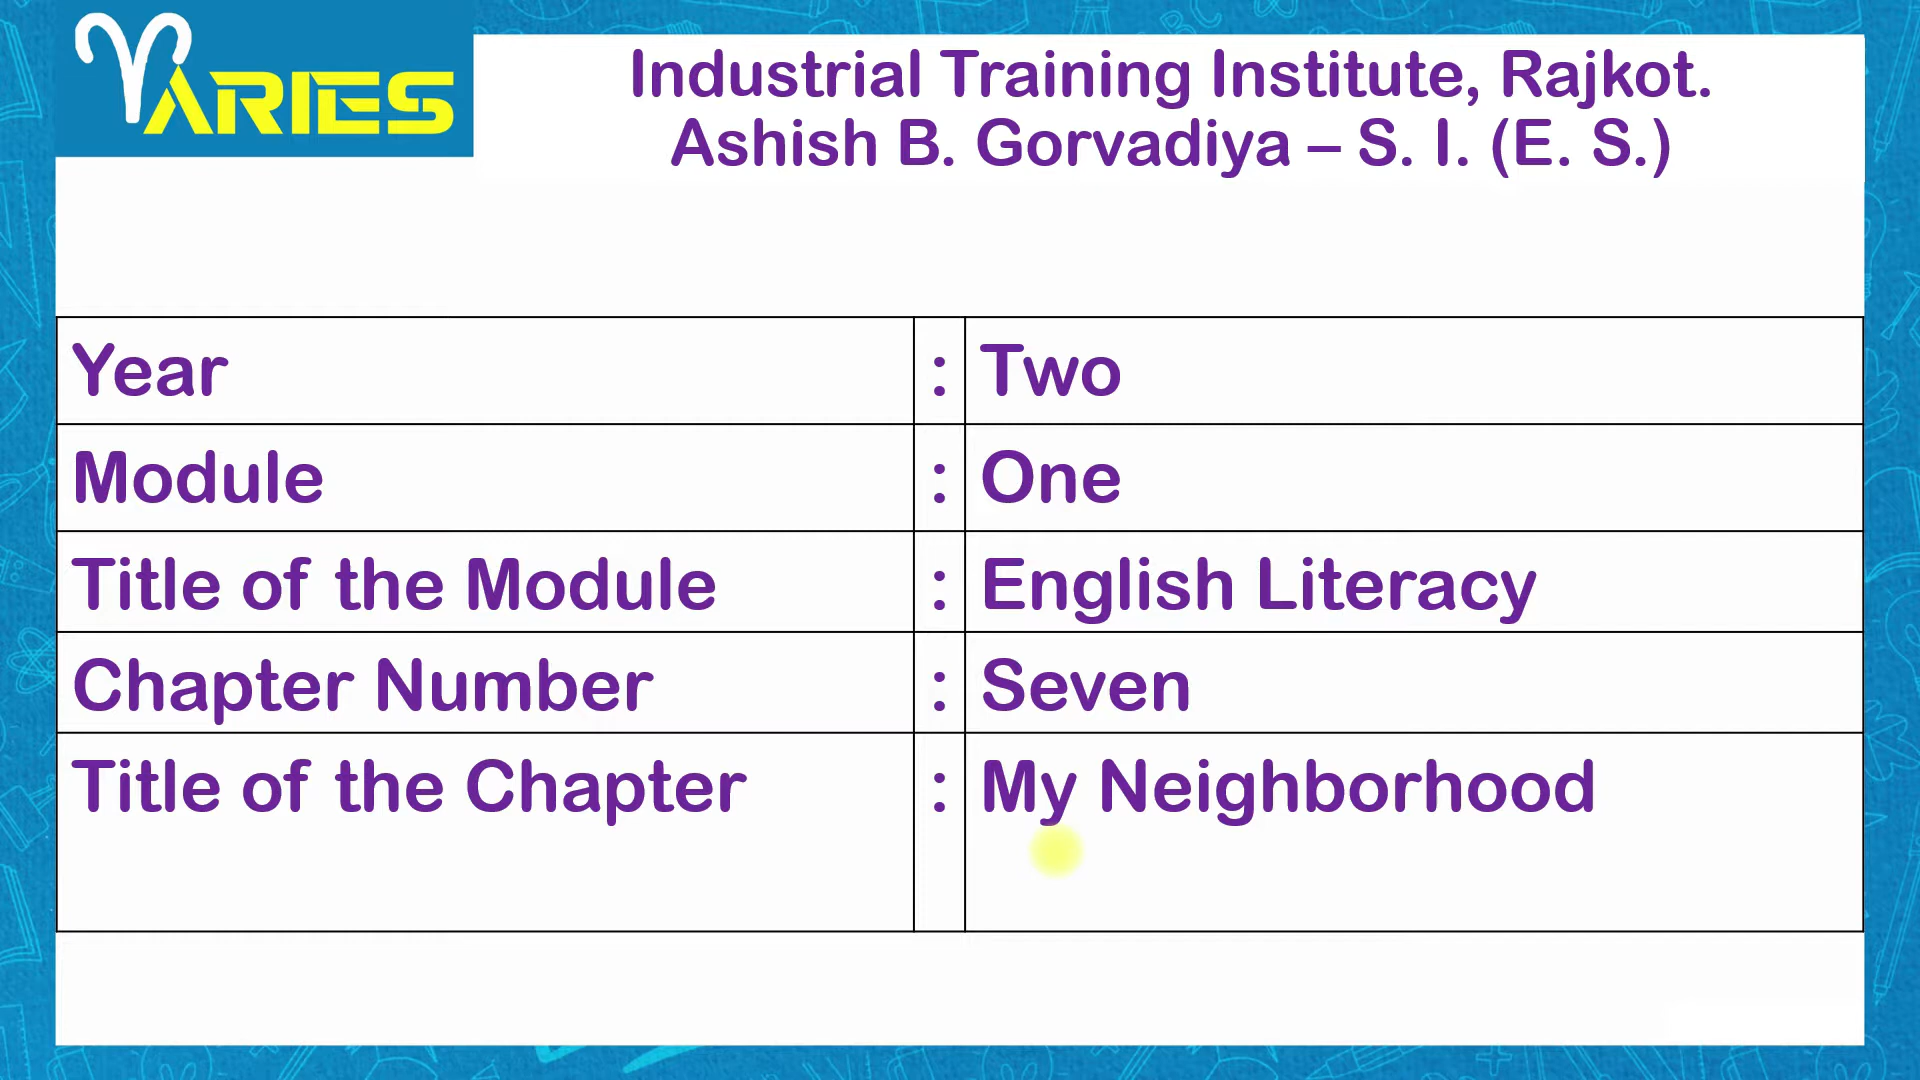 ARIES
Industrial Training Institute, Rajkot.
Ashish B. Gorvadiya – S. I. (E. S.)
Year : Two
Module : One
Title of the Module : English Literacy
Chapter Number : Seven
Title of the Chapter : My Neighborhood